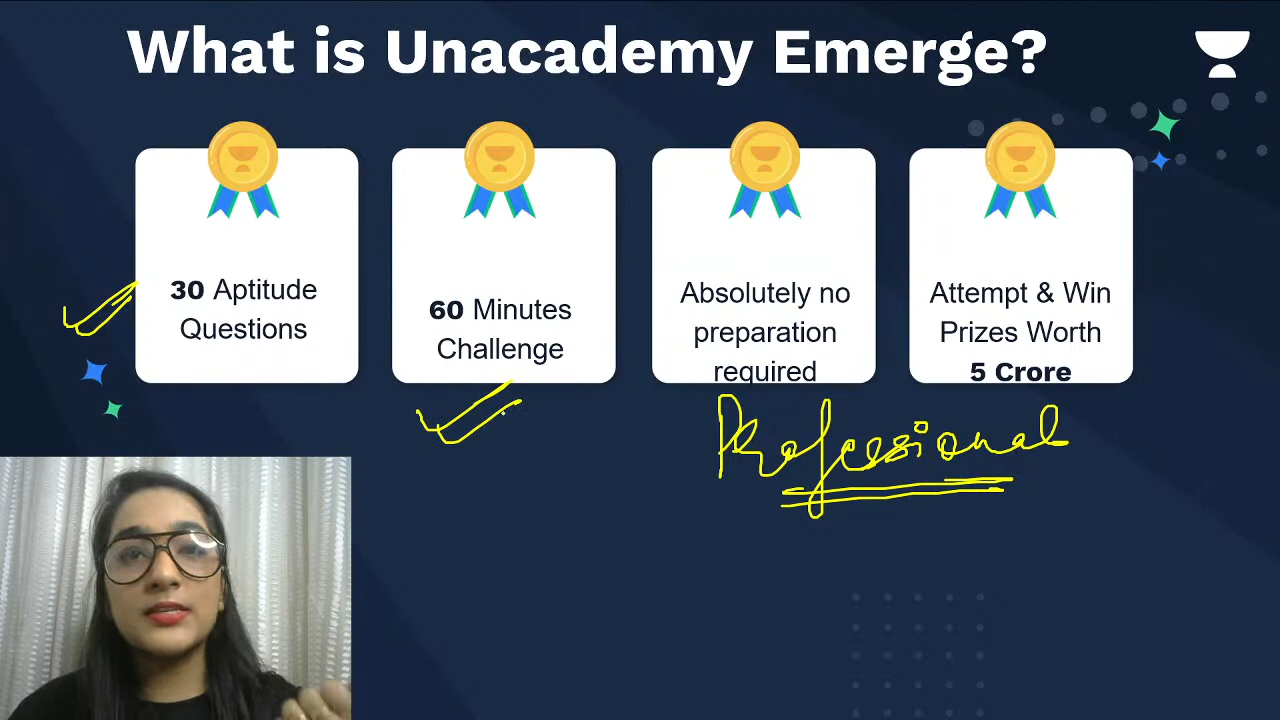 What is Unacademy Emerge?
30 Aptitude
Questions
60 Minutes
Challenge
Absolutely no
preparation
required
Attempt & Win
Prizes Worth
5 Crore
Professional